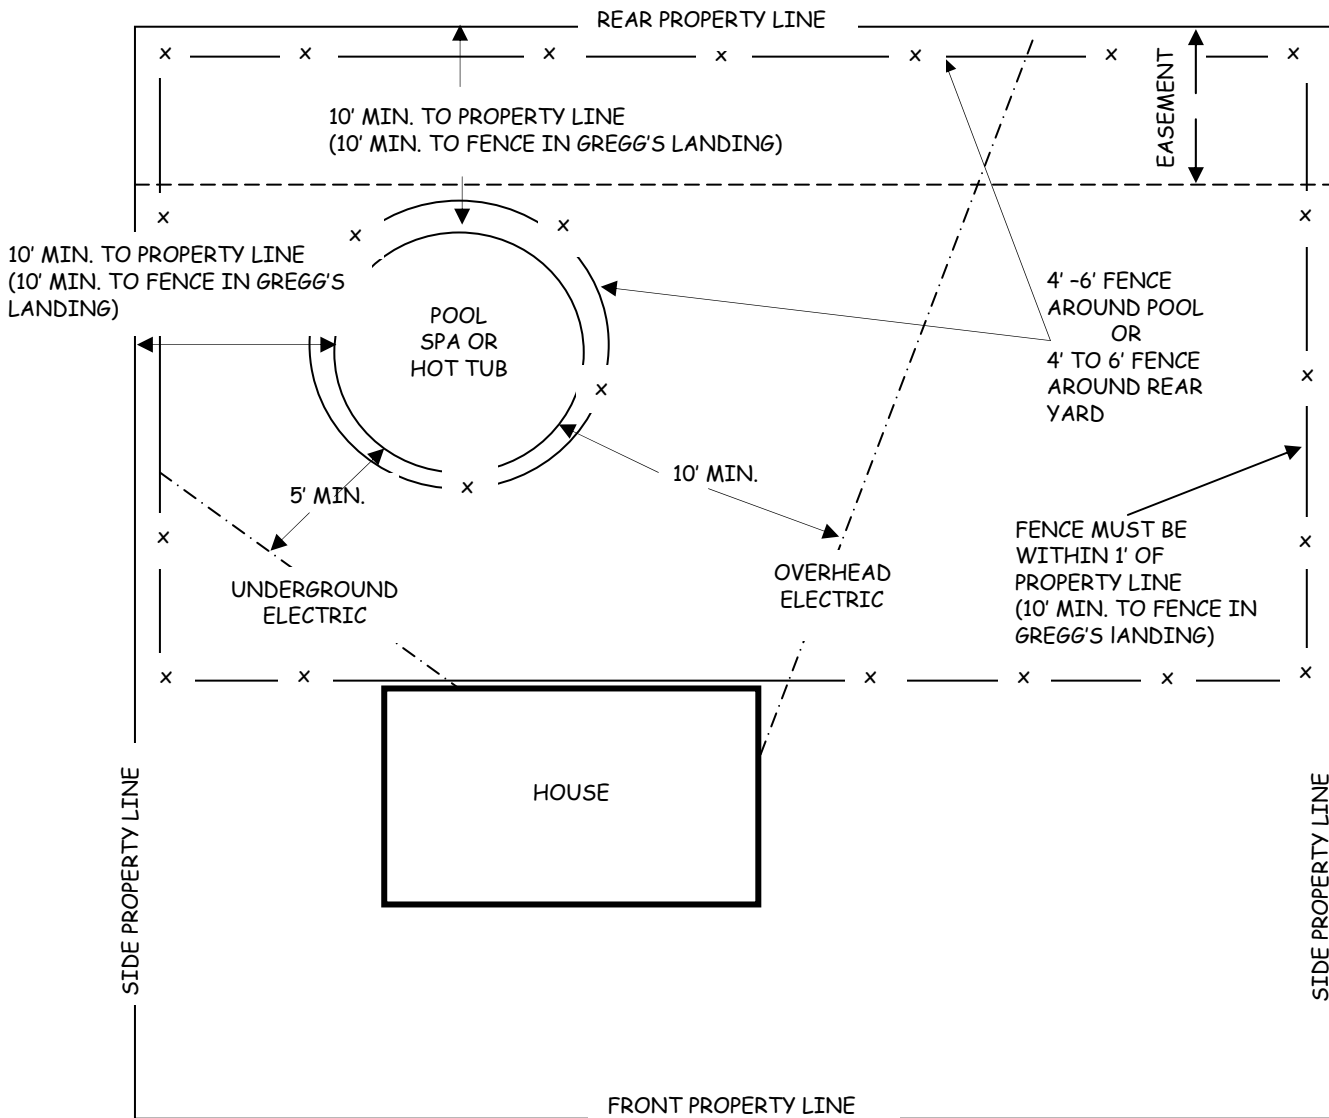 REAR PROPERTY LINE
10' MIN. TO PROPERTY LINE
(10' MIN. TO FENCE IN GREGG'S LANDING)
EASEMENT
10' MIN. TO PROPERTY LINE
(10' MIN. TO FENCE IN GREGG'S
LANDING)
POOL
SPA OR
HOT TUB
4' –6' FENCE
AROUND POOL
OR
4' TO 6' FENCE
AROUND REAR
YARD
5' MIN.
10' MIN.
UNDERGROUND
ELECTRIC
OVERHEAD
ELECTRIC
FENCE MUST BE
WITHIN 1' OF
PROPERTY LINE
(10' MIN. TO FENCE IN
GREGG'S lANDING)
HOUSE
SIDE PROPERTY LINE
SIDE PROPERTY LINE
FRONT PROPERTY LINE